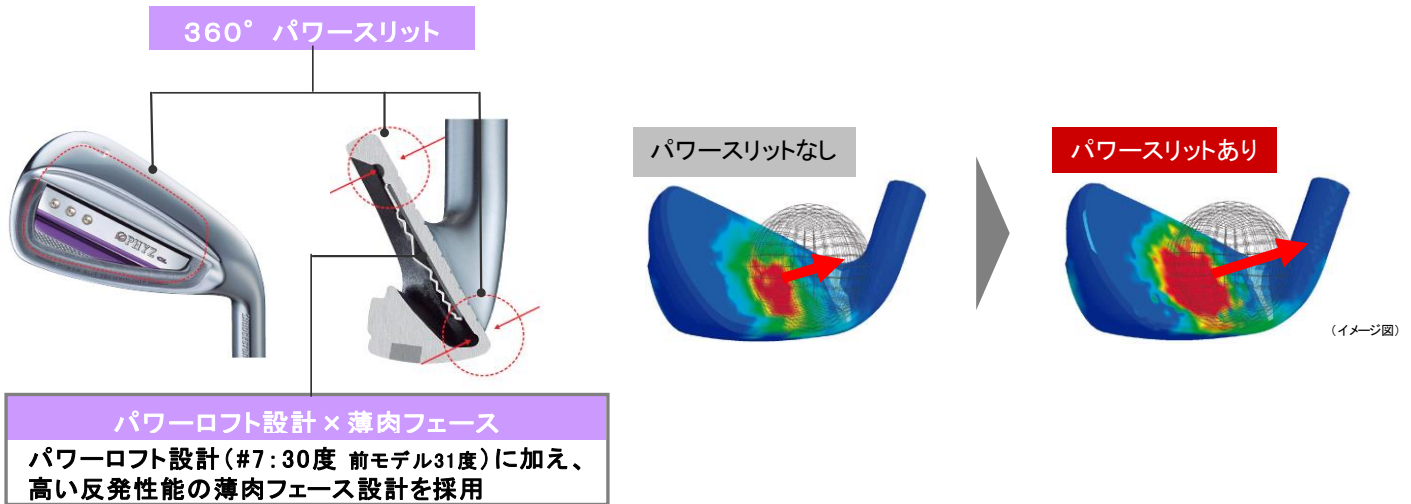 360° パワースリット
パワースリットなし
パワースリットあり
PHYZ
(イメージ図)
パワーロフト設計×薄肉フェース
パワーロフト設計(#7:30度 前モデル31度)に加え、
高い反発性能の薄肉フェース設計を採用